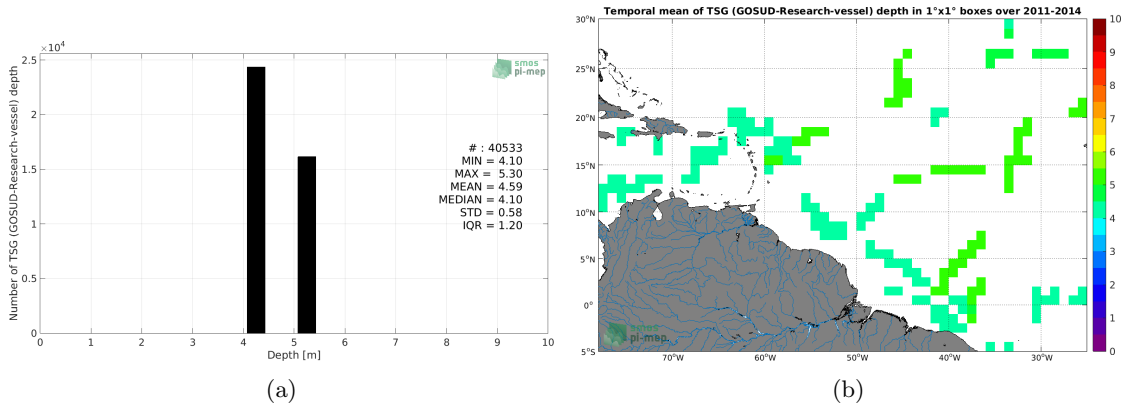 ×10⁴
2.5
2
1.5
1
0.5
0
Number of TSG (GOSUD-Research-vessel) depth
smos
pi-mep
# : 40533
MIN = 4.10
MAX = 5.30
MEAN = 4.59
MEDIAN = 4.10
STD = 0.58
IQR = 1.20
0 1 2 3 4 5 6 7 8 9 10
Depth [m]
(a)
Temporal mean of TSG (GOSUD-Research-vessel) depth in 1°x1° boxes over 2011-2014
30°N
25°N
20°N
15°N
10°N
5°N
0°
5°S
smos
pi-mep
70°W 60°W 50°W 40°W 30°W
10
9
8
7
6
5
4
3
2
1
0
(b)